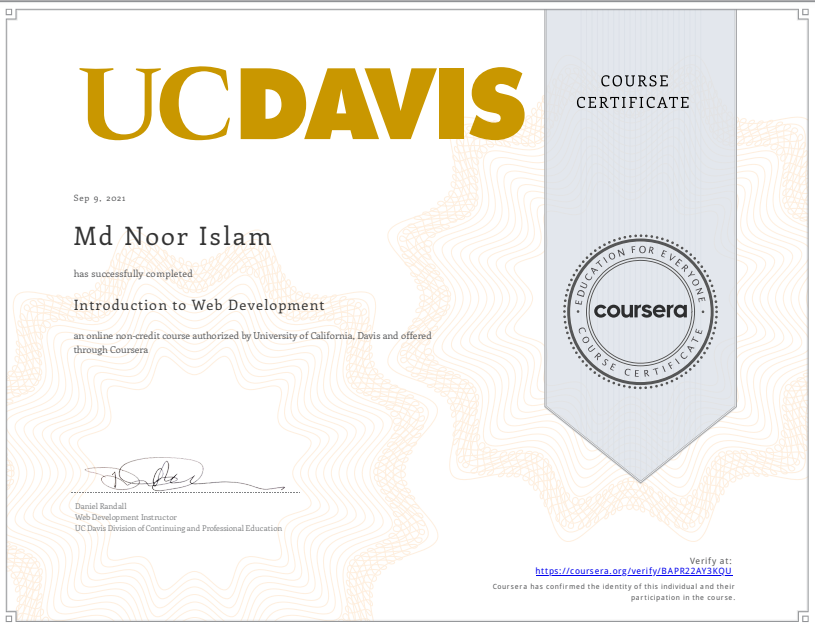 UCDAVIS
COURSE
CERTIFICATE
Sep 9, 2021
Md Noor Islam
has successfully completed
Introduction to Web Development
an online non-credit course authorized by University of California, Davis and offered
through Coursera
EDUCATION FOR EVERYONE
coursera
COURSE CERTIFICATE
Daniel Randall
Web Development Instructor
UC Davis Division of Continuing and Professional Education
Verify at:
https://coursera.org/verify/BAPR22AY3KQU
Coursera has confirmed the identity of this individual and their
participation in the course.